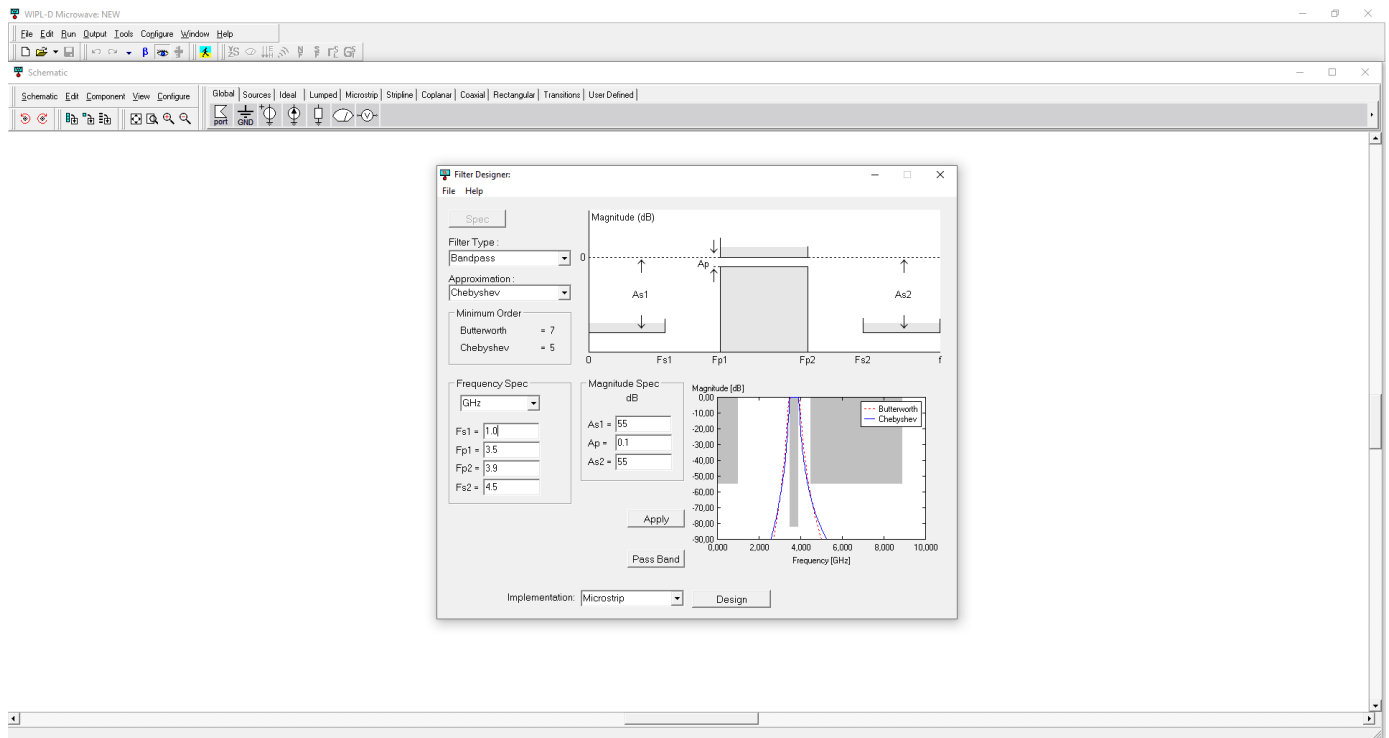 WIPL-D Microwave: NEW
File Edit Run Output Tools Configure Window Help
β
Schematic
Schematic Edit Component View Configure
Global Sources Ideal Lumped Microstrip Stripline Coplanar Coaxial Rectangular Transitions User Defined
port GND V
Filter Designer:
File Help
Spec
Filter Type :
Bandpass
Approximation :
Chebyshev
Minimum Order
Butterworth = 7
Chebyshev = 5
Magnitude (dB)
0
Ap
As1 As2
0 Fs1 Fp1 Fp2 Fs2 f
Frequency Spec
GHz
Fs1 = 1.0
Fp1 = 3.5
Fp2 = 3.9
Fs2 = 4.5
Magnitude Spec
dB
As1 = 55
Ap = 0.1
As2 = 55
Apply
Pass Band
Magnitude [dB]
0,00
-10,00
-20,00
-30,00
-40,00
-50,00
-60,00
-70,00
-80,00
-90,00
0,000 2,000 4,000 6,000 8,000 10,000
Frequency [GHz]
Butterworth
Chebyshev
Implementation: Microstrip
Design